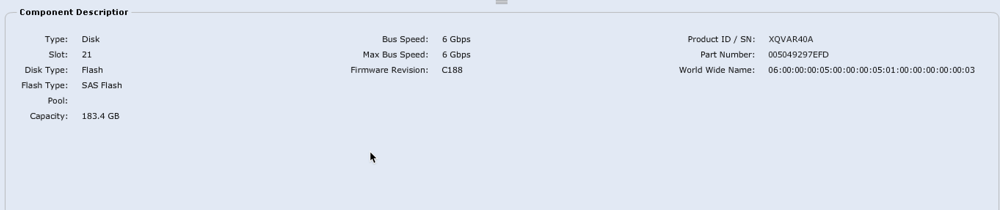 Component Descriptior
Type: Disk
Slot: 21
Disk Type: Flash
Flash Type: SAS Flash
Pool:
Capacity: 183.4 GB
Bus Speed: 6 Gbps
Max Bus Speed: 6 Gbps
Firmware Revision: C188
Product ID / SN: XQVAR40A
Part Number: 005049297EFD
World Wide Name: 06:00:00:00:05:00:00:00:05:01:00:00:00:00:00:03